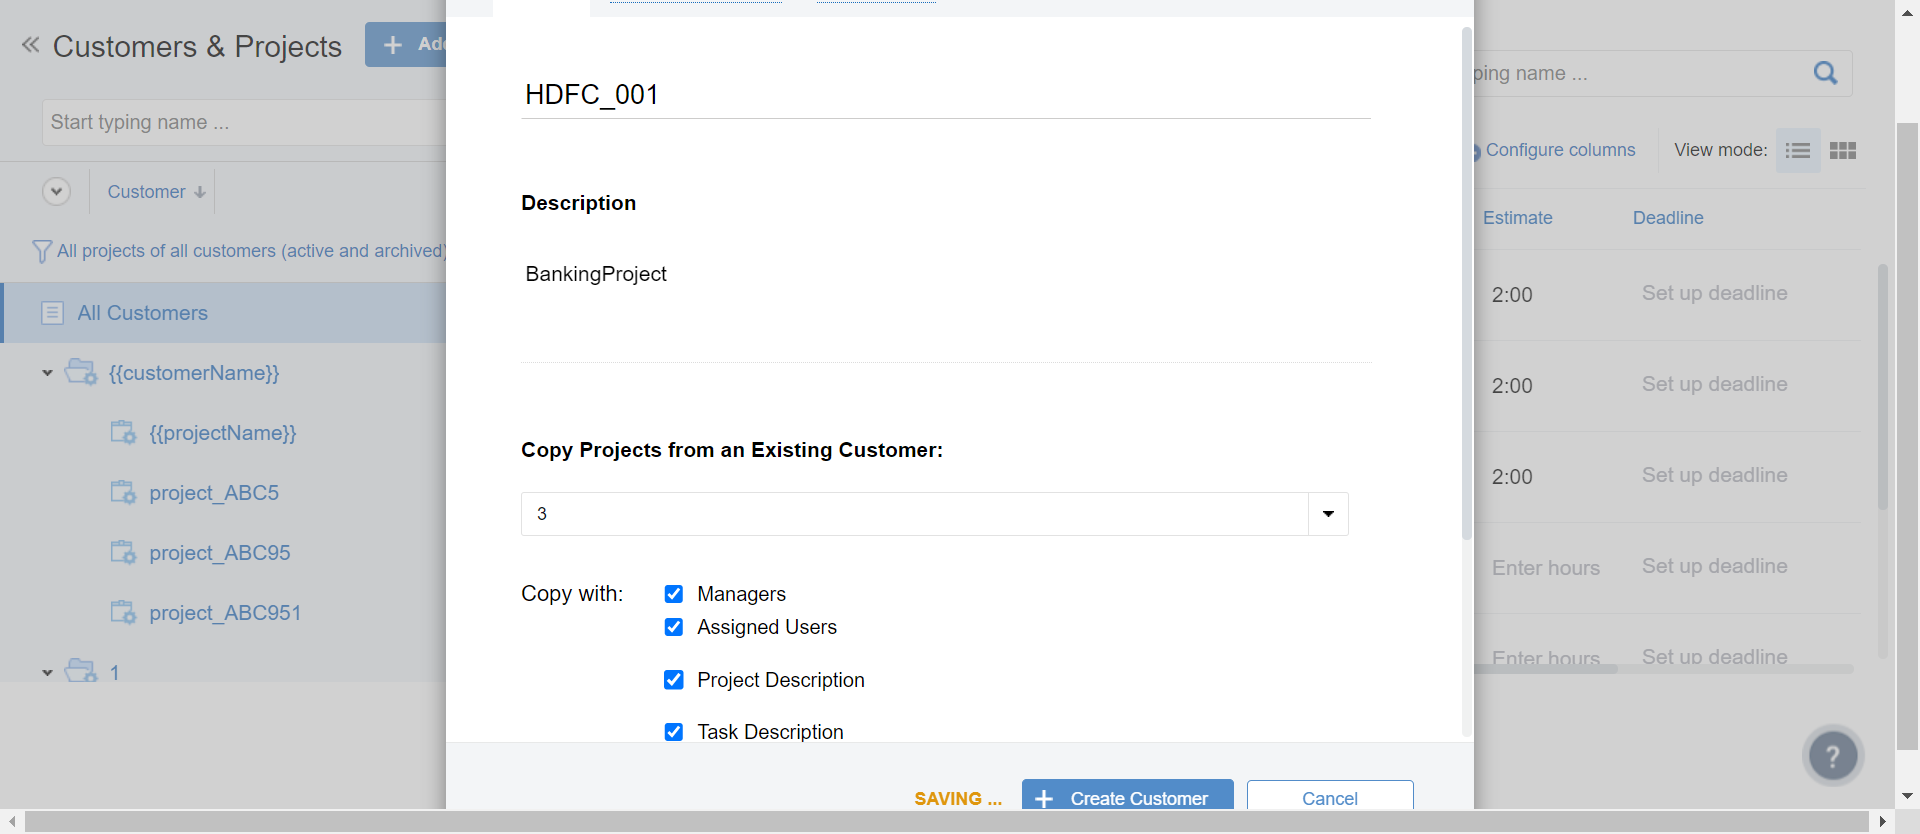 Customers & Projects
Start typing name ...
Customer
All projects of all customers (active and archived)
All Customers
{{customerName}}
{{projectName}}
project_ABC5
project_ABC95
project_ABC951
1
HDFC_001
Description
BankingProject
Copy Projects from an Existing Customer:
3
Copy with:
Managers
Assigned Users
Project Description
Task Description
SAVING ...
Create Customer
Cancel
name ...
Configure columns
View mode:
Estimate
Deadline
2:00
Set up deadline
2:00
Set up deadline
2:00
Set up deadline
Enter hours
Set up deadline
Enter hours
Set up deadline
?